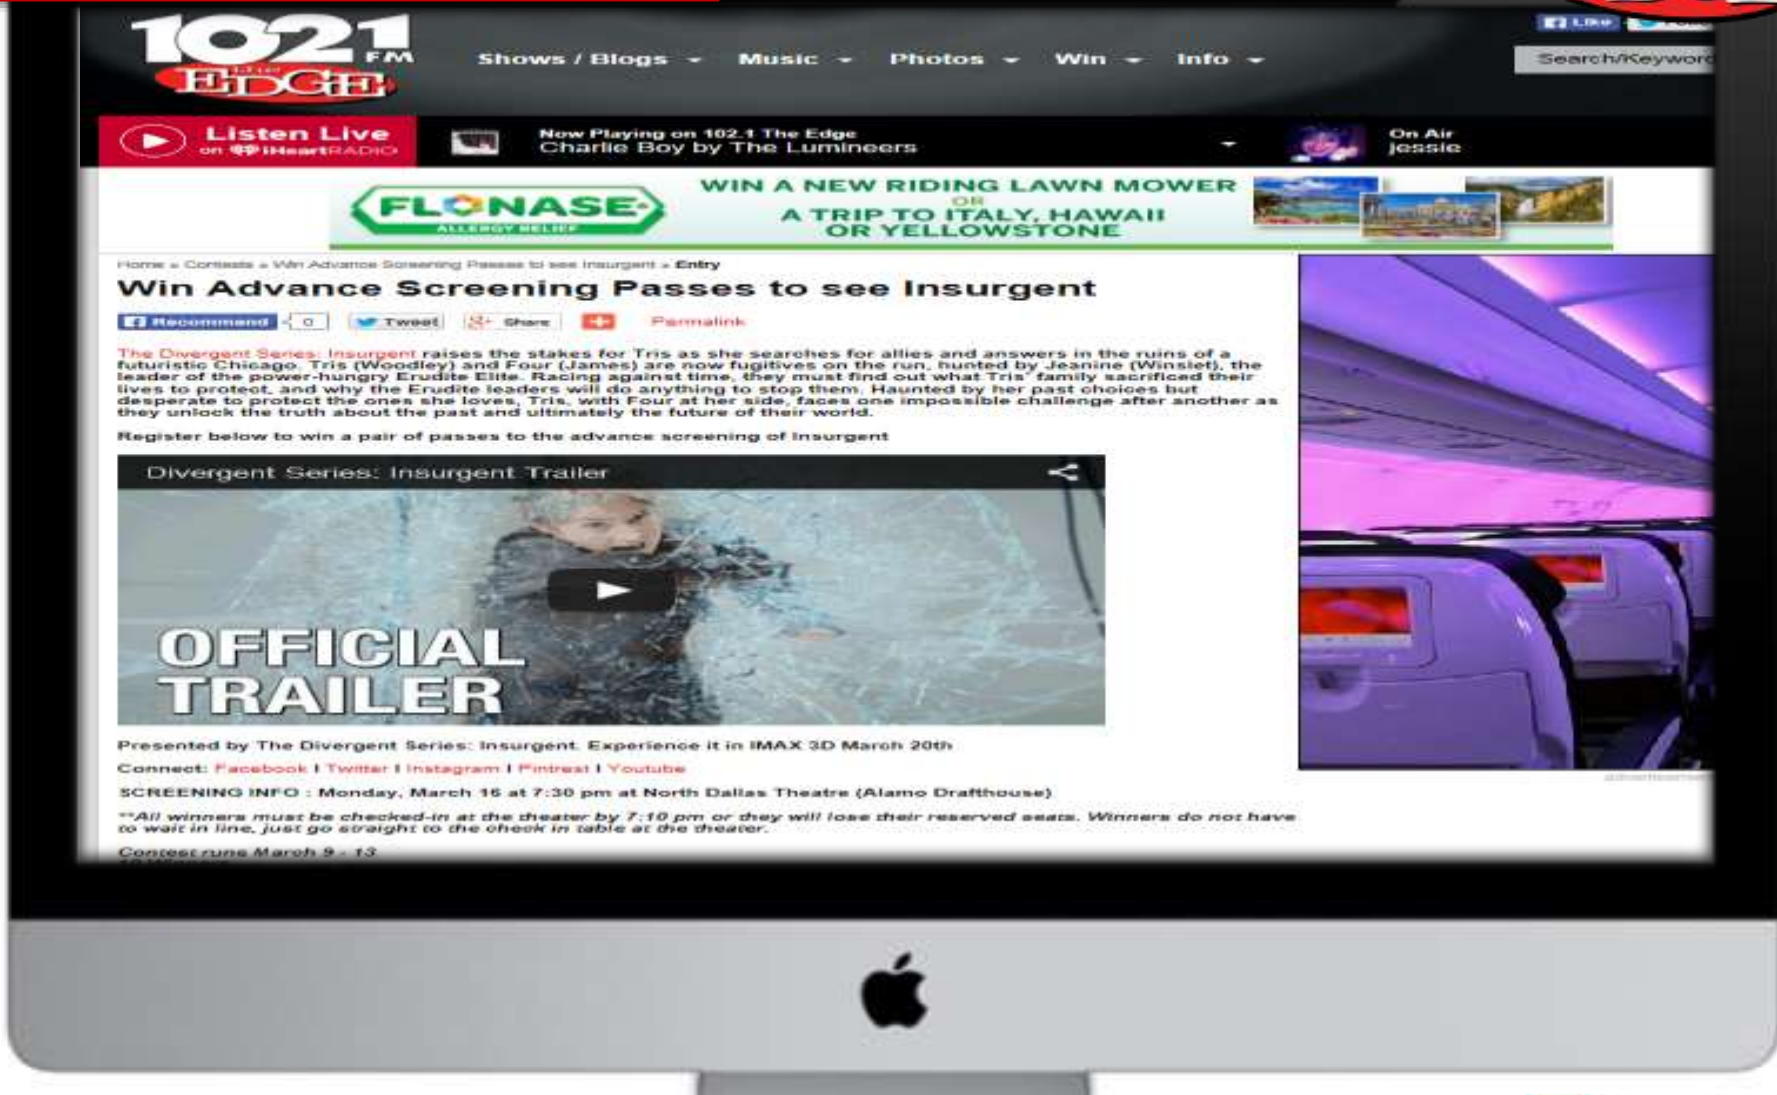 1021
FM
EDGE
Shows / Blogs
Music
Photos
Win
Info
Like
Search/Keyword
Listen Live
on iHeartRADIO
Now Playing on 102.1 The Edge
Charlie Boy by The Lumineers
On Air
jessie
FLONASE
ALLERGY RELIEF
WIN A NEW RIDING LAWN MOWER
OR
A TRIP TO ITALY, HAWAII
OR YELLOWSTONE
Home » Contests » Win Advance Screening Passes to see Insurgent » Entry
Win Advance Screening Passes to see Insurgent
Recommend 0 Tweet 8+ Share Permalink
The Divergent Series: Insurgent raises the stakes for Tris as she searches for allies and answers in the ruins of a
futuristic Chicago. Tris (Woodley) and Four (James) are now fugitives on the run, hunted by Jeanine (Winslet), the
leader of the power-hungry Erudite Elite. Racing against time, they must find out what Tris' family sacrificed their
lives to protect, and why the Erudite leaders will do anything to stop them. Haunted by her past choices but
desperate to protect the ones she loves, Tris, with Four at her side, faces one impossible challenge after another as
they unlock the truth about the past and ultimately the future of their world.
Register below to win a pair of passes to the advance screening of Insurgent
Divergent Series: Insurgent Trailer
OFFICIAL
TRAILER
Presented by The Divergent Series: Insurgent. Experience it in IMAX 3D March 20th
Connect: Facebook I Twitter I Instagram I Pintrest I Youtube
SCREENING INFO : Monday, March 16 at 7:30 pm at North Dallas Theatre (Alamo Drafthouse)
**All winners must be checked-in at the theater by 7:10 pm or they will lose their reserved seats. Winners do not have
to wait in line, just go straight to the check in table at the theater.
Contest runs March 9 - 13